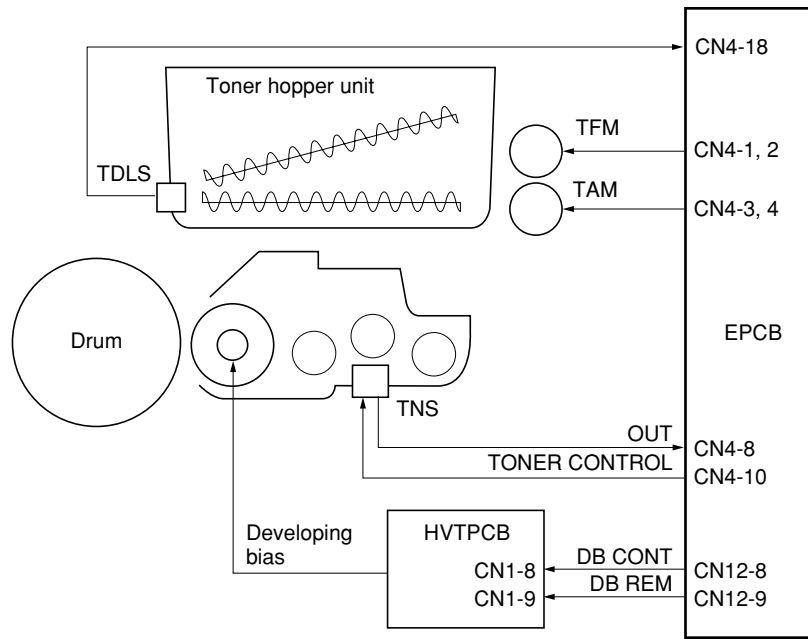 CN4-18
Toner hopper unit
TFM
TDLS
CN4-1, 2
TAM
CN4-3, 4
Drum
EPCB
TNS
OUT
CN4-8
TONER CONTROL
CN4-10
Developing
bias
HVTPCB
DB CONT
CN1-8
CN12-8
DB REM
CN1-9
CN12-9